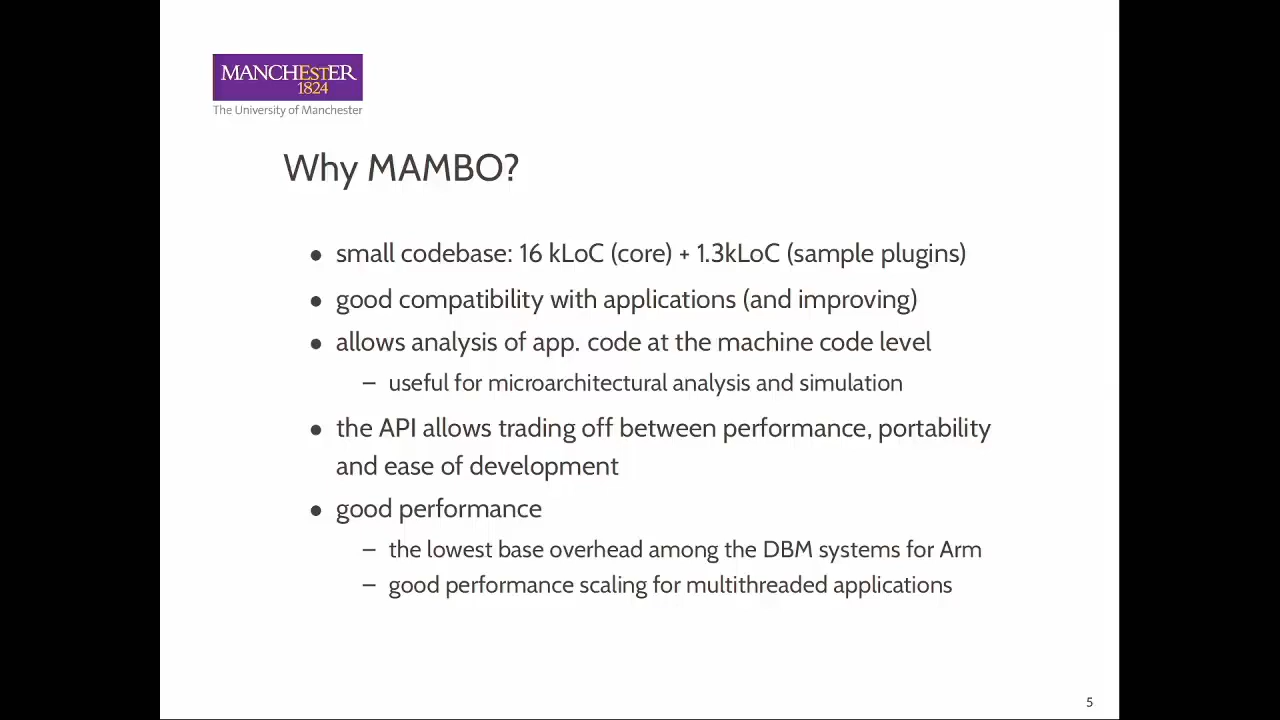 MANCHESTER
1824
The University of Manchester
Why MAMBO?
● small codebase: 16 kLoC (core) + 1.3kLoC (sample plugins)
● good compatibility with applications (and improving)
● allows analysis of app. code at the machine code level
– useful for microarchitectural analysis and simulation
● the API allows trading off between performance, portability
and ease of development
● good performance
– the lowest base overhead among the DBM systems for Arm
– good performance scaling for multithreaded applications
5